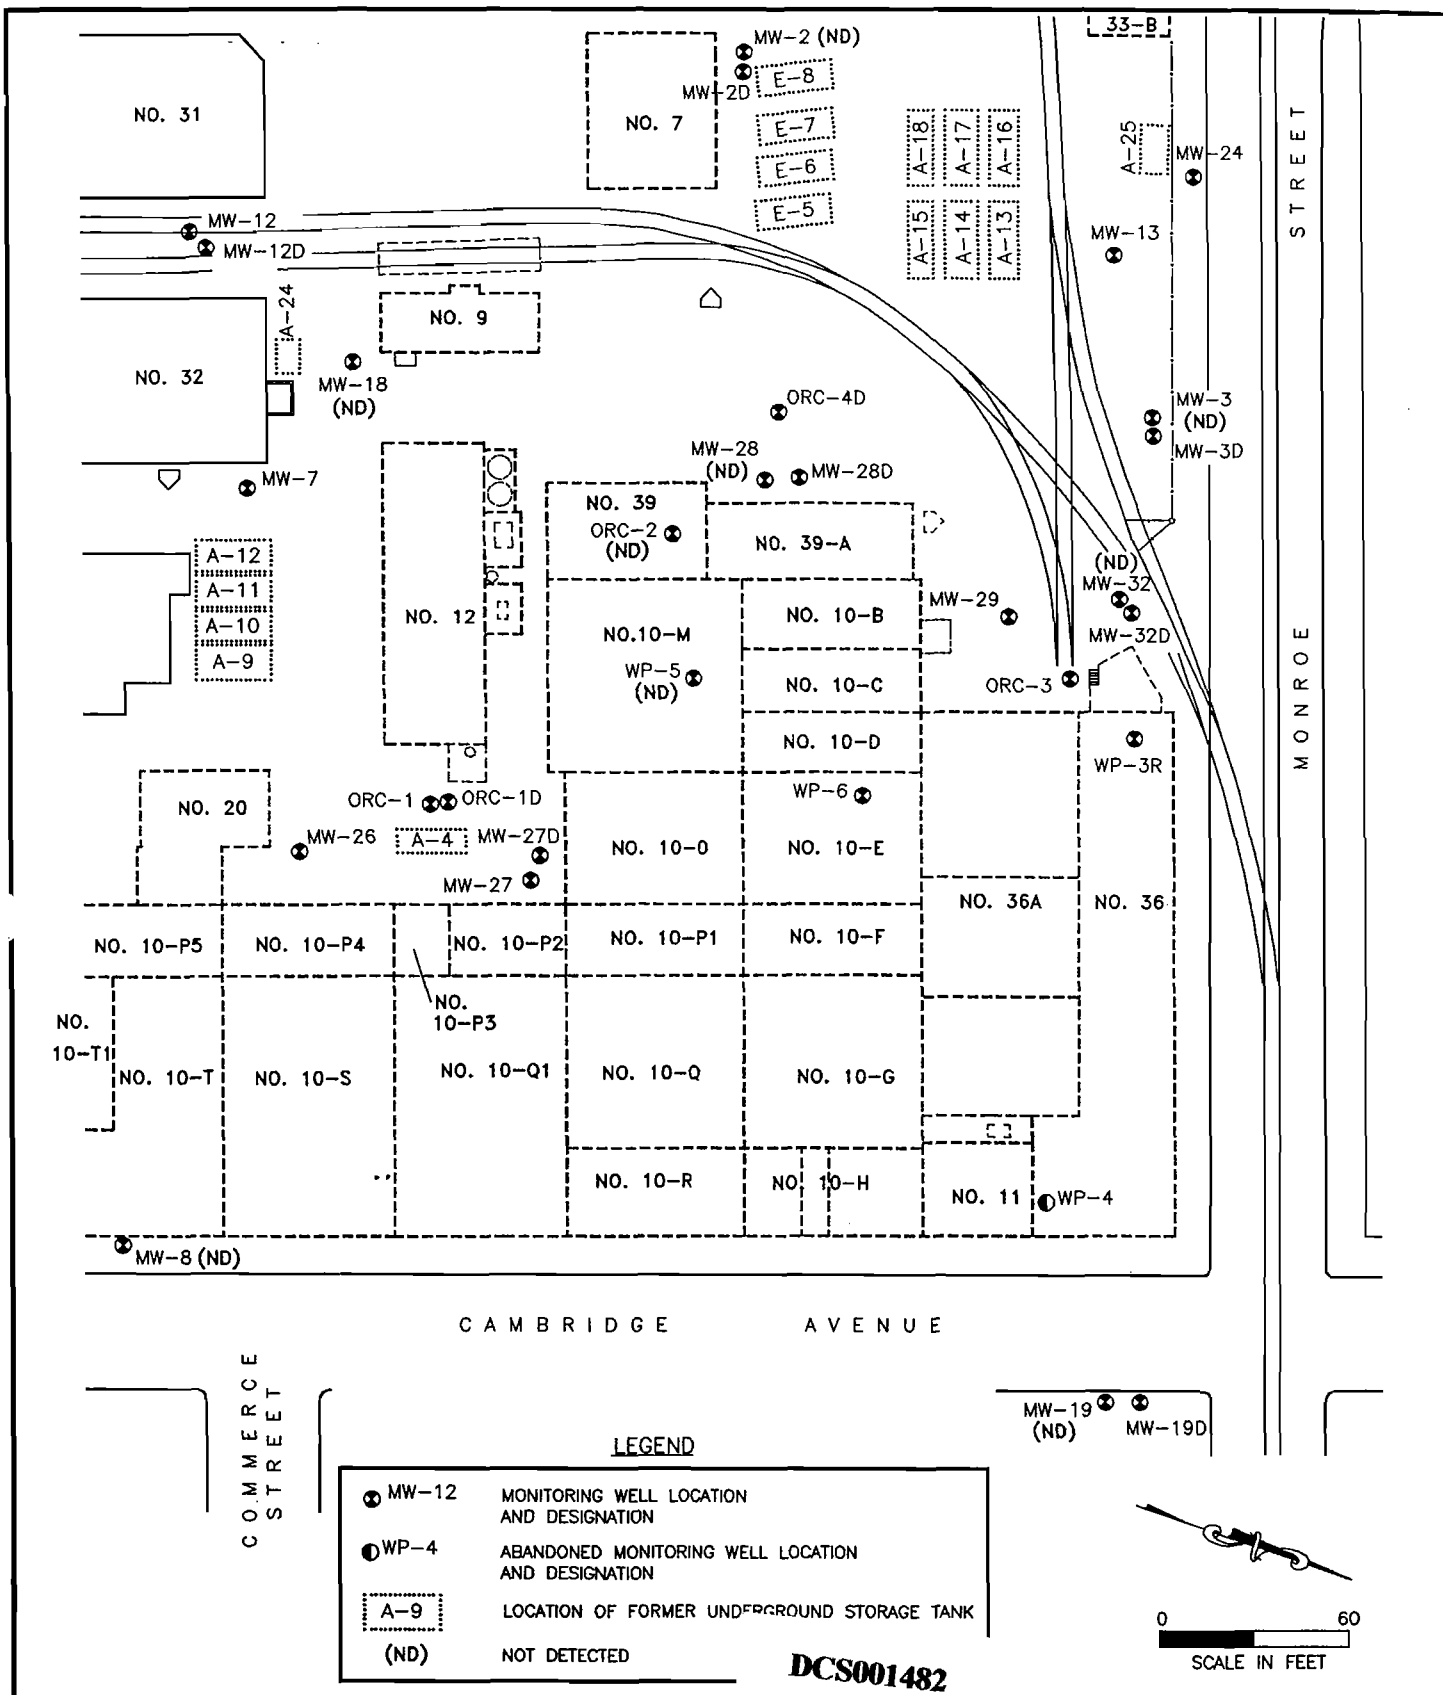 33-B
MW-2 (ND)
MW-2D
E-8
NO. 31
NO. 7
E-7
E-6
E-5
A-18
A-17
A-16
A-15
A-14
A-13
A-25
MW-24
STREET
MW-12
MW-12D
MW-13
A-24
NO. 9
NO. 32
MW-18
(ND)
ORC-4D
MW-3
(ND)
MW-3D
MW-28
(ND)
MW-28D
MW-7
NO. 39
ORC-2
(ND)
NO. 39-A
A-12
A-11
A-10
A-9
NO. 12
NO.10-M
WP-5
(ND)
NO. 10-B
NO. 10-C
NO. 10-D
MW-29
(ND)
MW-32
MW-32D
ORC-3
MONROE
WP-3R
NO. 20
ORC-1
ORC-1D
WP-6
MW-26
A-4
MW-27D
MW-27
NO. 10-O
NO. 10-E
NO. 36A
NO. 36
NO. 10-P5
NO. 10-P4
NO. 10-P2
NO. 10-P1
NO. 10-F
NO.
10-P3
NO.
10-T1
NO. 10-T
NO. 10-S
NO. 10-Q1
NO. 10-Q
NO. 10-G
NO. 10-R
NO. 10-H
NO. 11
WP-4
MW-8 (ND)
CAMBRIDGE AVENUE
COMMERCE
STREET
MW-19
(ND)
MW-19D
LEGEND
MW-12 MONITORING WELL LOCATION
AND DESIGNATION
WP-4 ABANDONED MONITORING WELL LOCATION
AND DESIGNATION
A-9 LOCATION OF FORMER UNDERGROUND STORAGE TANK
(ND) NOT DETECTED
DCS001482
0 60
SCALE IN FEET